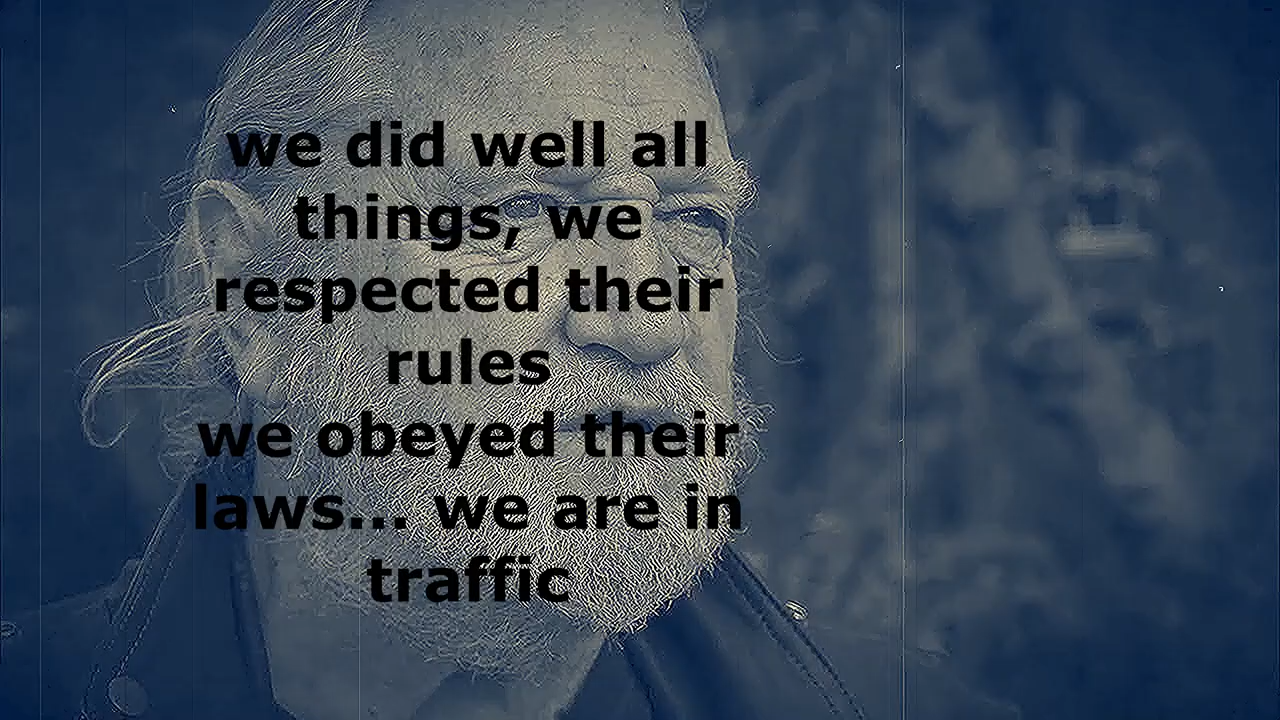 we did well all
things, we
respected their
rules
we obeyed their
laws... we are in
traffic